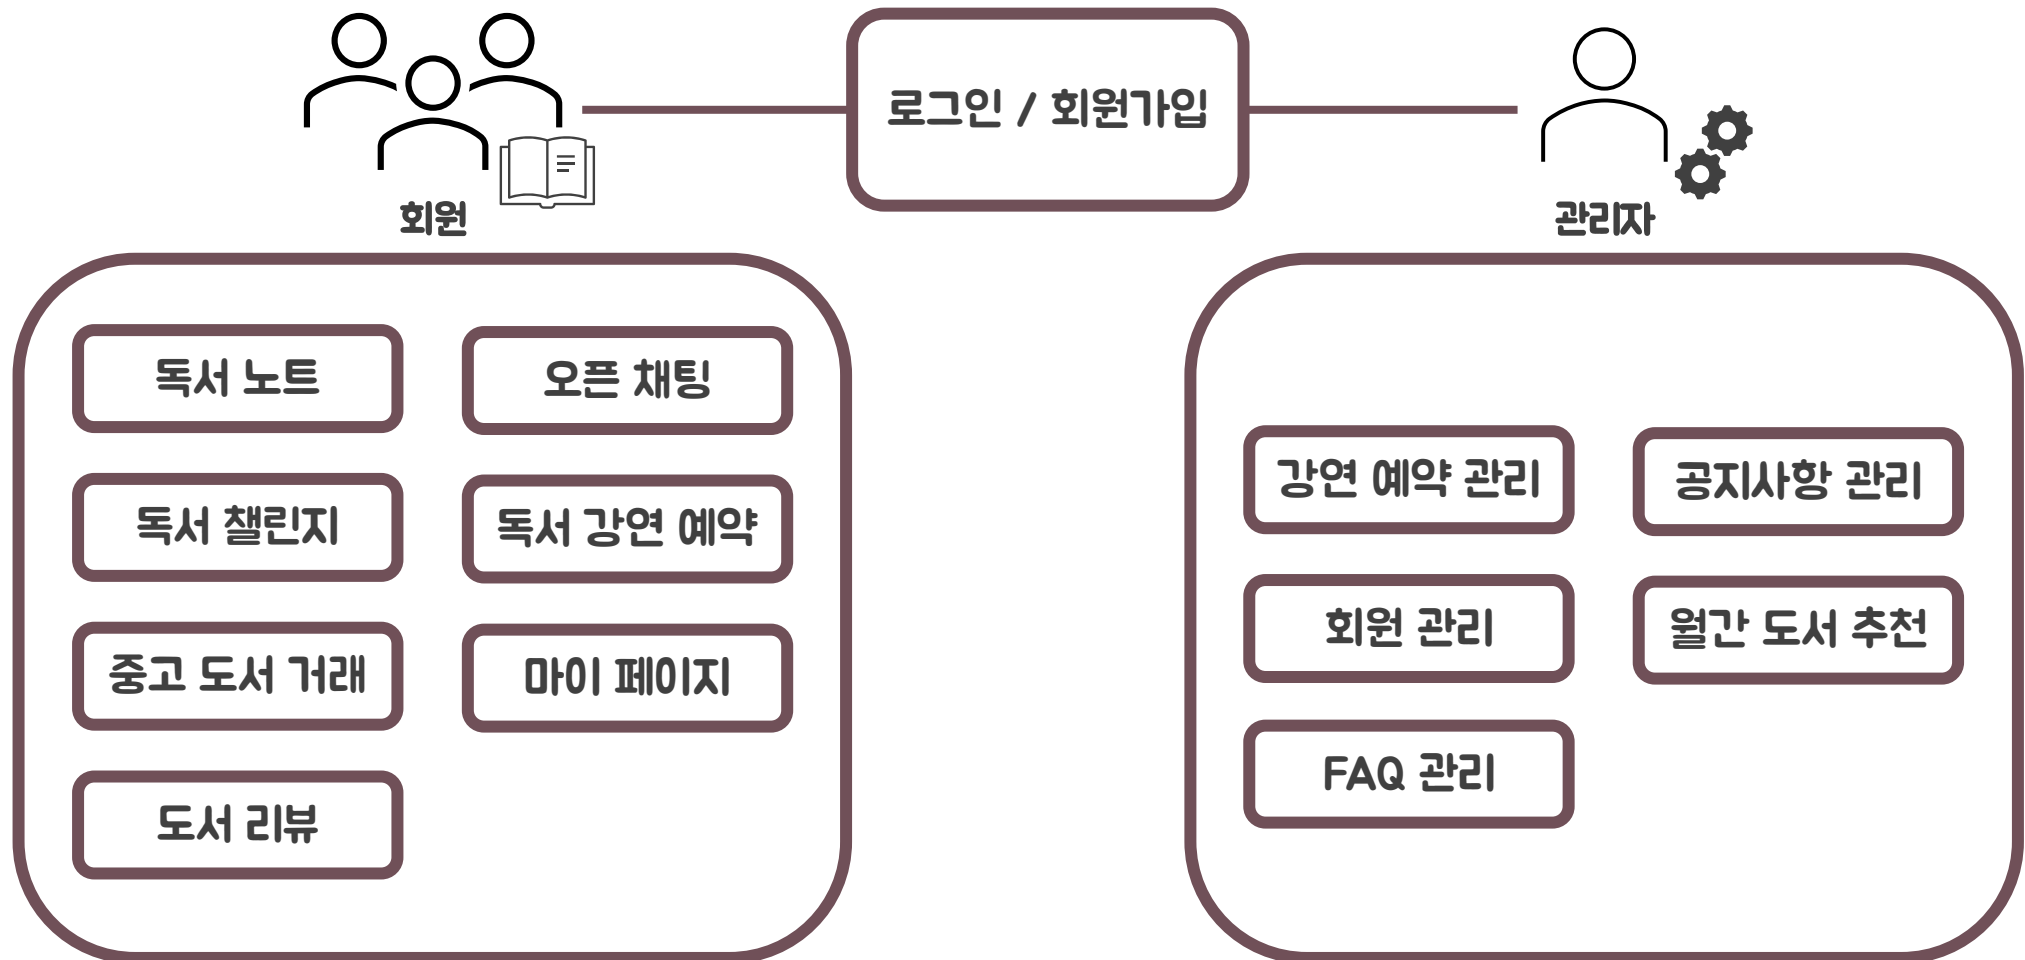 로그인 / 회원가입
회원
관리자
독서 노트
오픈 채팅
독서 챌린지
독서 강연 예약
중고 도서 거래
마이 페이지
도서 리뷰
강연 예약 관리
공지사항 관리
회원 관리
월간 도서 추천
FAQ 관리